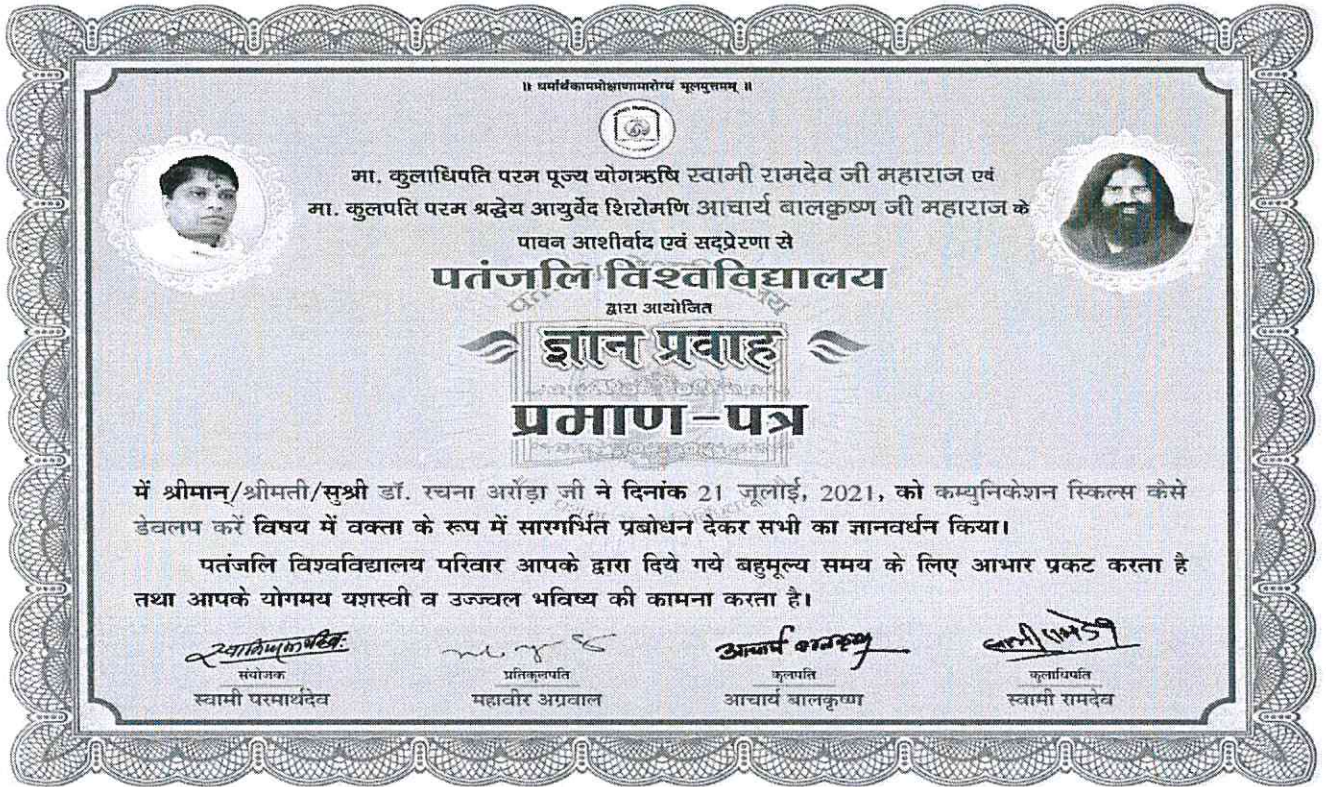 ॥ धर्मार्थकाममोक्षाणामारोग्यं मूलमुत्तमम् ॥
मा. कुलाधिपति परम पूज्य योगऋषि स्वामी रामदेव जी महाराज एवं
मा. कुलपति परम श्रद्धेय आयुर्वेद शिरोमणि आचार्य बालकृष्ण जी महाराज के
पावन आशीर्वाद एवं सद्प्रेरणा से
पतंजलि विश्वविद्यालय
द्वारा आयोजित
ज्ञान प्रवाह
प्रमाण-पत्र
में श्रीमान्/श्रीमती/सुश्री डॉ. रचना अरोड़ा जी ने दिनांक 21 जूलाई, 2021, को कम्युनिकेशन स्किल्स कैसे
डेवलप करें विषय में वक्ता के रूप में सारगर्भित प्रबोधन देकर सभी का ज्ञानवर्धन किया।
पतंजलि विश्वविद्यालय परिवार आपके द्वारा दिये गये बहुमूल्य समय के लिए आभार प्रकट करता है
तथा आपके योगमय यशस्वी व उज्ज्वल भविष्य की कामना करता है।
आचार्य बालकृष्ण स्वामी रामदेव
संयोजक प्रतिकुलपति कुलपति कुलाधिपति
स्वामी परमार्थदेव महावीर अग्रवाल आचार्य बालकृष्ण स्वामी रामदेव